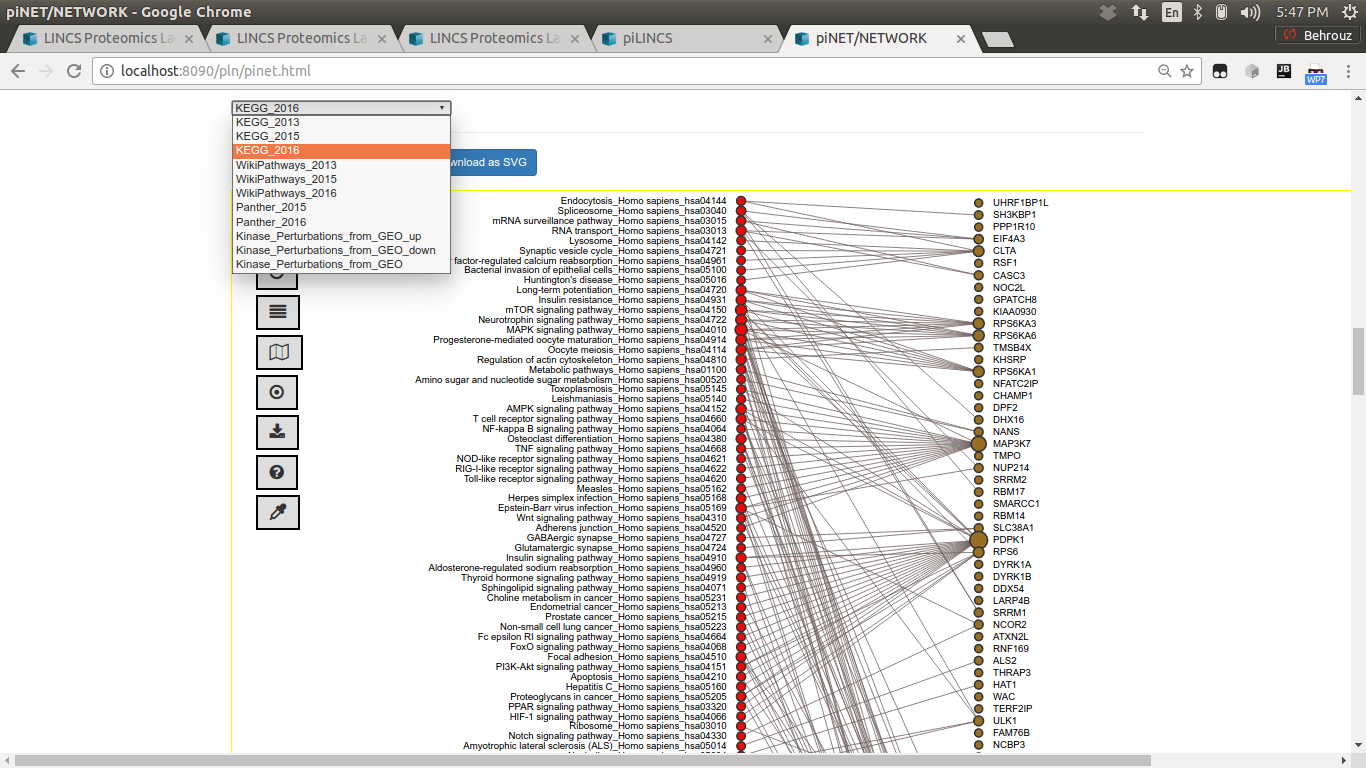 piNET/NETWORK - Google Chrome
En
5:47 PM
LINCS Proteomics La
LINCS Proteomics La
LINCS Proteomics La
piLINCS
piNET/NETWORK
Behrouz
localhost:8090/pln/pinet.html
JB
WP7
KEGG_2016
KEGG_2013
KEGG_2015
KEGG_2016
WikiPathways_2013
WikiPathways_2015
WikiPathways_2016
Panther_2015
Panther_2016
Kinase_Perturbations_from_GEO_up
Kinase_Perturbations_from_GEO_down
Kinase_Perturbations_from_GEO
wnload as SVG
Endocytosis_Homo sapiens_hsa04144
Spliceosome_Homo sapiens_hsa03040
mRNA surveillance pathway_Homo sapiens_hsa03015
RNA transport_Homo sapiens_hsa03013
Lysosome_Homo sapiens_hsa04142
Synaptic vesicle cycle_Homo sapiens_hsa04721
factor-regulated calcium reabsorption_Homo sapiens_hsa04961
Bacterial invasion of epithelial cells_Homo sapiens_hsa05100
Huntington's disease_Homo sapiens_hsa05016
Long-term potentiation_Homo sapiens_hsa04720
Insulin resistance_Homo sapiens_hsa04931
mTOR signaling pathway_Homo sapiens_hsa04150
Neurotrophin signaling pathway_Homo sapiens_hsa04722
MAPK signaling pathway_Homo sapiens_hsa04010
Progesterone-mediated oocyte maturation_Homo sapiens_hsa04914
Oocyte meiosis_Homo sapiens_hsa04114
Regulation of actin cytoskeleton_Homo sapiens_hsa04810
Metabolic pathways_Homo sapiens_hsa01100
Amino sugar and nucleotide sugar metabolism_Homo sapiens_hsa00520
Toxoplasmosis_Homo sapiens_hsa05145
Leishmaniasis_Homo sapiens_hsa05140
AMPK signaling pathway_Homo sapiens_hsa04152
T cell receptor signaling pathway_Homo sapiens_hsa04660
NF-kappa B signaling pathway_Homo sapiens_hsa04064
Osteoclast differentiation_Homo sapiens_hsa04380
TNF signaling pathway_Homo sapiens_hsa04668
NOD-like receptor signaling pathway_Homo sapiens_hsa04621
RIG-I-like receptor signaling pathway_Homo sapiens_hsa04622
Toll-like receptor signaling pathway_Homo sapiens_hsa04620
Measles_Homo sapiens_hsa05162
Herpes simplex infection_Homo sapiens_hsa05168
Epstein-Barr virus infection_Homo sapiens_hsa05169
Wnt signaling pathway_Homo sapiens_hsa04310
Adherens junction_Homo sapiens_hsa04520
GABAergic synapse_Homo sapiens_hsa04727
Glutamatergic synapse_Homo sapiens_hsa04724
Insulin signaling pathway_Homo sapiens_hsa04910
Aldosterone-regulated sodium reabsorption_Homo sapiens_hsa04960
Thyroid hormone signaling pathway_Homo sapiens_hsa04919
Sphingolipid signaling pathway_Homo sapiens_hsa04071
Choline metabolism in cancer_Homo sapiens_hsa05231
Endometrial cancer_Homo sapiens_hsa05213
Prostate cancer_Homo sapiens_hsa05215
Non-small cell lung cancer_Homo sapiens_hsa05223
Fc epsilon RI signaling pathway_Homo sapiens_hsa04664
FoxO signaling pathway_Homo sapiens_hsa04068
Focal adhesion_Homo sapiens_hsa04510
PI3K-Akt signaling pathway_Homo sapiens_hsa04151
Apoptosis_Homo sapiens_hsa04210
Hepatitis C_Homo sapiens_hsa05160
Proteoglycans in cancer_Homo sapiens_hsa05205
PPAR signaling pathway_Homo sapiens_hsa03320
HIF-1 signaling pathway_Homo sapiens_hsa04066
Ribosome_Homo sapiens_hsa03010
Notch signaling pathway_Homo sapiens_hsa04330
Amyotrophic lateral sclerosis (ALS)_Homo sapiens_hsa05014
UHRF1BP1L
SH3KBP1
PPP1R10
EIF4A3
CLTA
RSF1
CASC3
NOC2L
GPATCH8
KIAA0930
RPS6KA3
RPS6KA6
TMSB4X
KHSRP
RPS6KA1
NFATC2IP
CHAMP1
DPF2
DHX16
NANS
MAP3K7
TMPO
NUP214
SRRM2
RBM17
SMARCC1
RBM14
SLC38A1
PDPK1
RPS6
DYRK1A
DYRK1B
DDX54
LARP4B
SRRM1
NCOR2
ATXN2L
RNF169
ALS2
THRAP3
HAT1
WAC
TERF2IP
ULK1
FAM76B
NCBP3